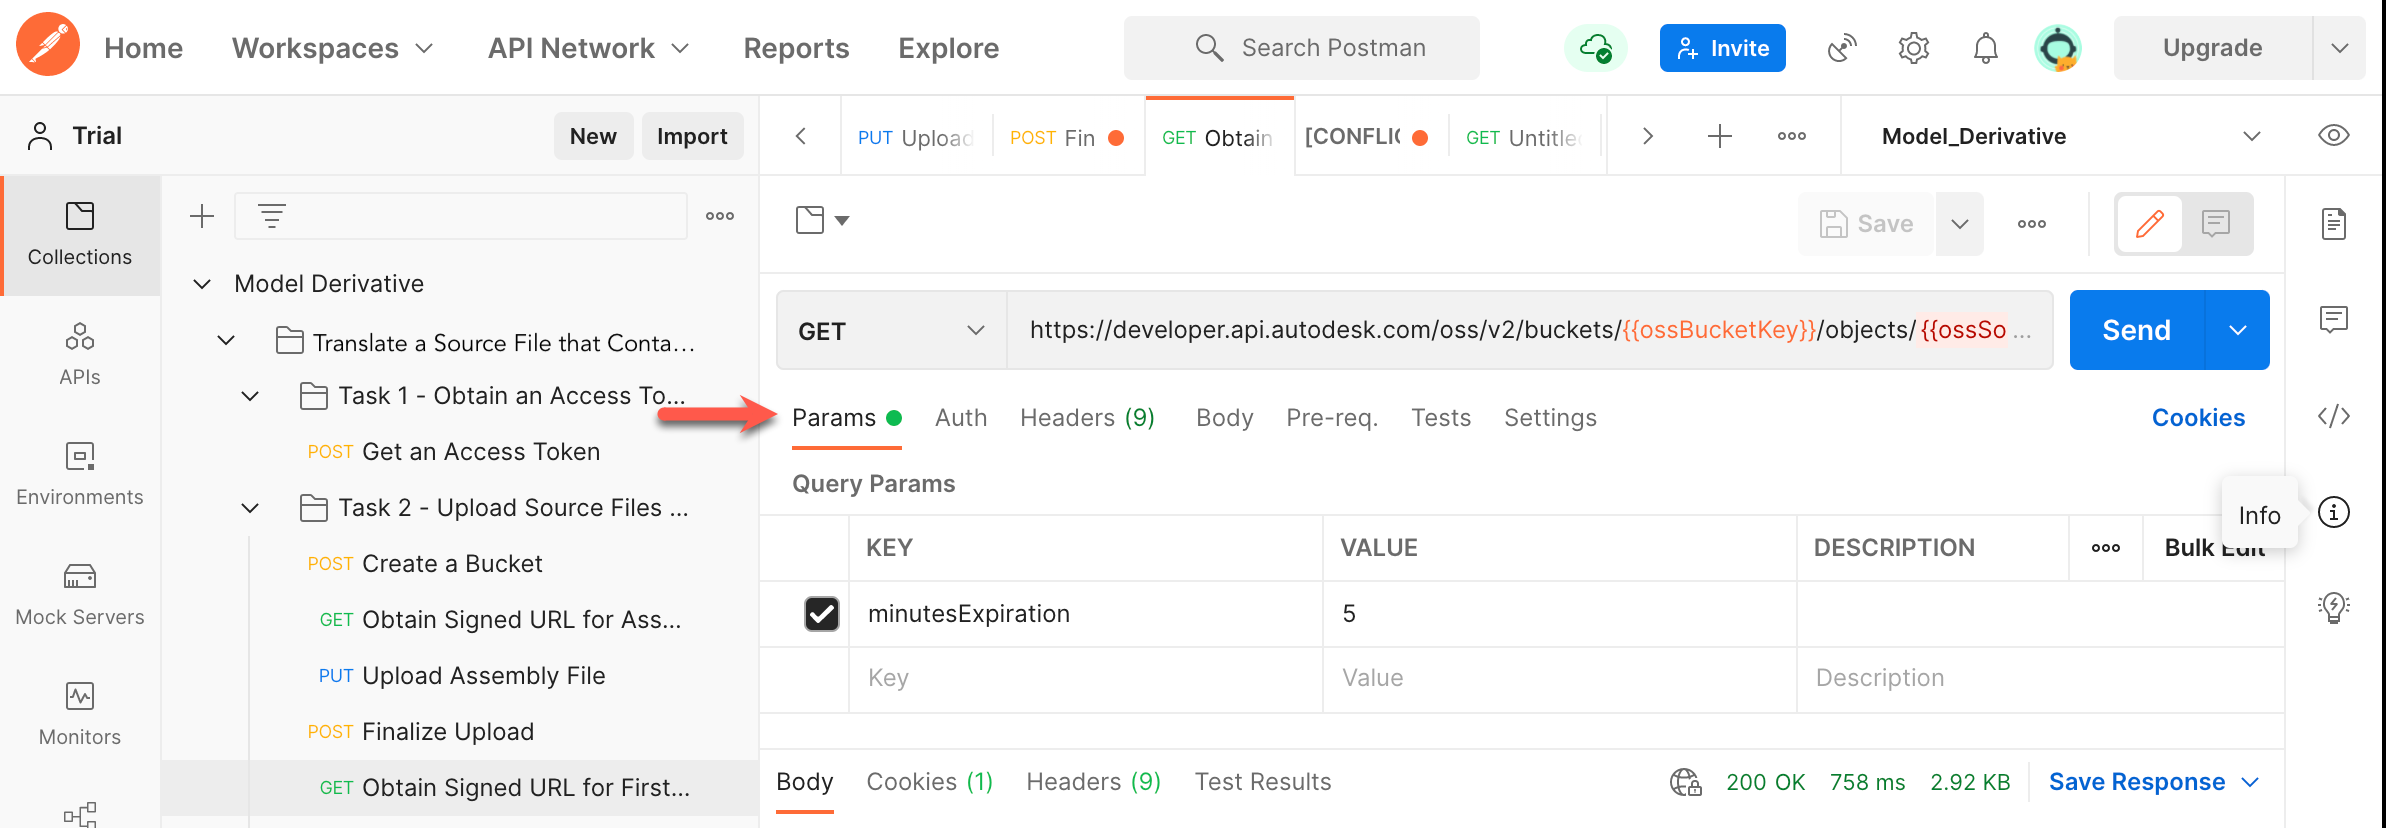 Home Workspaces API Network Reports Explore Search Postman Invite Upgrade
Trial New Import
PUT Upload POST Fin GET Obtain [CONFLIC GET Untitle Model_Derivative
Collections
APIs
Environments
Mock Servers
Monitors
Model Derivative
Translate a Source File that Conta...
Task 1 - Obtain an Access To...
POST Get an Access Token
Task 2 - Upload Source Files ...
POST Create a Bucket
GET Obtain Signed URL for Ass...
PUT Upload Assembly File
POST Finalize Upload
GET Obtain Signed URL for First...
Save
GET https://developer.api.autodesk.com/oss/v2/buckets/{{ossBucketKey}}/objects/{{ossSo ... Send
Params Auth Headers (9) Body Pre-req. Tests Settings Cookies
Query Params
Info
KEY VALUE DESCRIPTION Bulk Edit
minutesExpiration 5
Key Value Description
Body Cookies (1) Headers (9) Test Results 200 OK 758 ms 2.92 KB Save Response